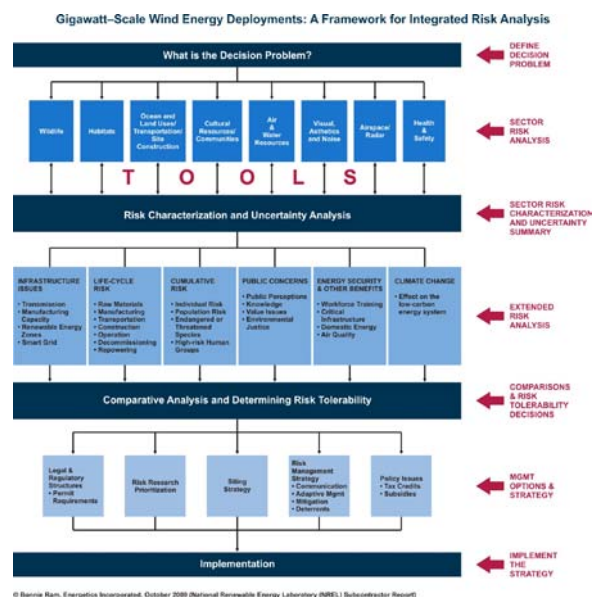 Gigawatt–Scale Wind Energy Deployments: A Framework for Integrated Risk Analysis
What is the Decision Problem?
DEFINE
DECISION
PROBLEM
Wildlife
Habitats
Ocean and
Land Uses/
Transportation/
Site
Construction
Cultural
Resources/
Communities
Air
&
Water
Resources
Visual,
Asthetics
and Noise
Airspace/
Radar
Health
&
Safety
SECTOR
RISK
ANALYSIS
T O O L S
Risk Characterization and Uncertainty Analysis
SECTOR RISK
CHARACTERIZATION
AND UNCERTAINTY
SUMMARY
INFRASTRUCTURE
ISSUES
• Transmission
• Manufacturing
Capacity
• Renewable Energy
Zones
• Smart Grid
LIFE-CYCLE
RISK
• Raw Materials
• Manufacturing
• Transportation
• Construction
• Operation
• Decommissioning
• Repowering
CUMULATIVE
RISK
• Individual Risk
• Population Risk
• Endangered or
Threatened
Species
• High-risk Human
Groups
PUBLIC CONCERNS
• Public Perceptions
• Knowledge
• Value Issues
• Environmental
Justice
ENERGY SECURITY
& OTHER BENEFITS
• Workforce Training
• Critical
Infrastructure
• Domestic Energy
• Air Quality
CLIMATE CHANGE
• Effect on the
low-carbon
energy system
EXTENDED
RISK
ANALYSIS
Comparative Analysis and Determining Risk Tolerability
COMPARISONS
& RISK
TOLERABILITY
DECISIONS
Legal &
Regulatory
Structures
• Permit
Requirements
Risk Research
Prioritization
Siting
Strategy
Risk
Management
Strategy
• Communication
• Adaptive Mgmt
• Mitigation
• Deterrents
Policy Issues
• Tax Credits
• Subsidies
MGMT
OPTIONS &
STRATEGY
Implementation
IMPLEMENT
THE
STRATEGY
© Bonnie Ram, Energetics Incorporated, October 2009 (National Renewable Energy Laboratory (NREL) Subcontractor Report)